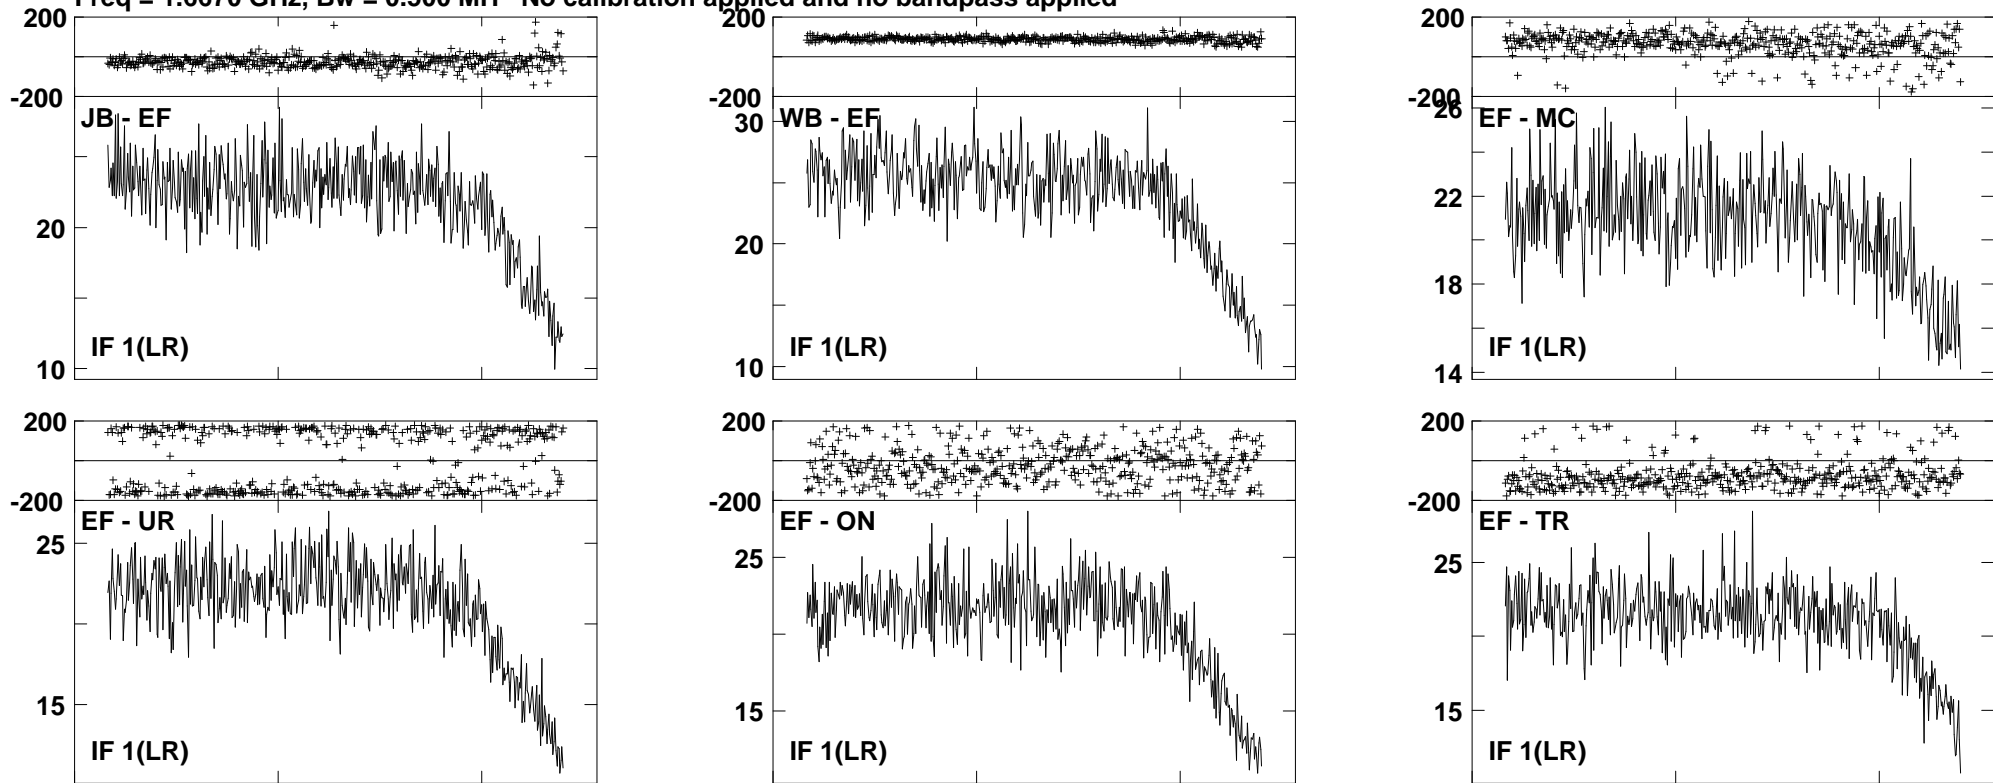 No calibration applied and no bandpass applied
200
-200
JB - EF
20
10
IF 1(LR)
200
-200
WB - EF
30
20
10
IF 1(LR)
200
-200
26
EF - MC
22
18
14
IF 1(LR)
200
-200
EF - UR
25
15
IF 1(LR)
200
-200
EF - ON
25
15
IF 1(LR)
200
-200
EF - TR
25
15
IF 1(LR)